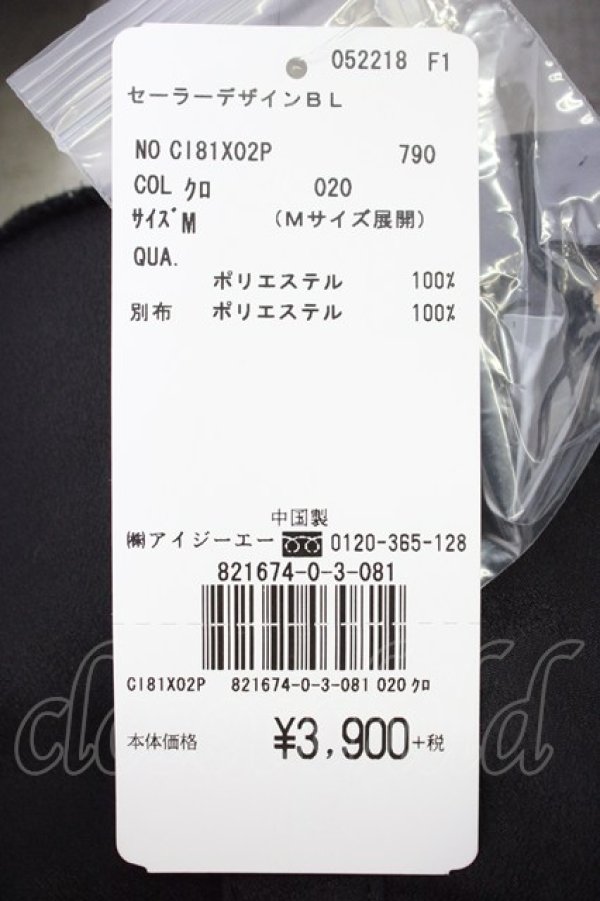 052218 F1
セーラーデザインBL
NO CI81X02P 790
COL クロ 020
サイズ M (Mサイズ展開)
QUA.
ポリエステル 100%
別布 ポリエステル 100%
中国製
㈱アイジーエー 0120-365-128
821674-0-3-081
CI81X02P 821674-0-3-081 020 クロ
本体価格 ¥3,900+税